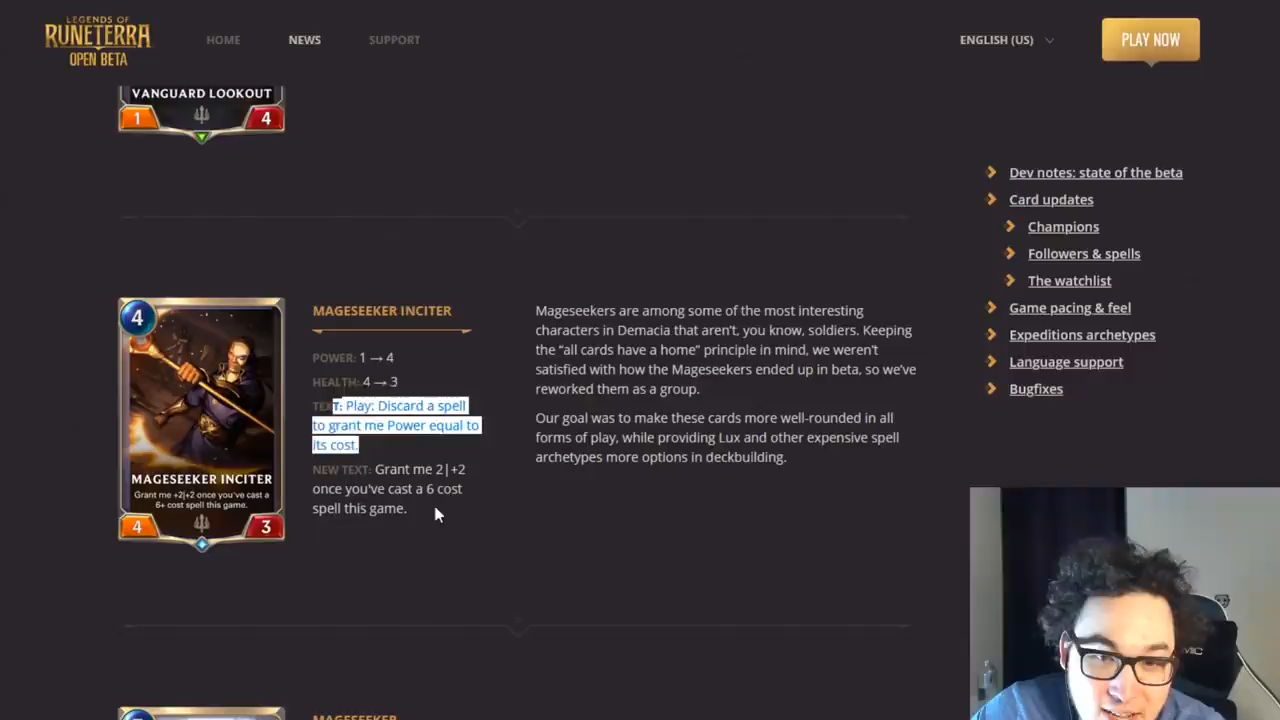 LEGENDS OF
RUNETERRA
OPEN BETA
HOME
NEWS
SUPPORT
ENGLISH (US)
PLAY NOW
VANGUARD LOOKOUT
1
4
Dev notes: state of the beta
Card updates
Champions
Followers & spells
The watchlist
Game pacing & feel
Expeditions archetypes
Language support
Bugfixes
4
MAGESEEKER INCITER
Grant me +2|+2 once you've cast a
6+ cost spell this game.
4
3
MAGESEEKER INCITER
POWER: 1 → 4
HEALTH: 4 → 3
TEXT: Play: Discard a spell
to grant me Power equal to
its cost.
NEW TEXT: Grant me 2|+2
once you've cast a 6 cost
spell this game.
Mageseekers are among some of the most interesting
characters in Demacia that aren't, you know, soldiers. Keeping
the “all cards have a home” principle in mind, we weren't
satisfied with how the Mageseekers ended up in beta, so we've
reworked them as a group.
Our goal was to make these cards more well-rounded in all
forms of play, while providing Lux and other expensive spell
archetypes more options in deckbuilding.
MAGESEEKER